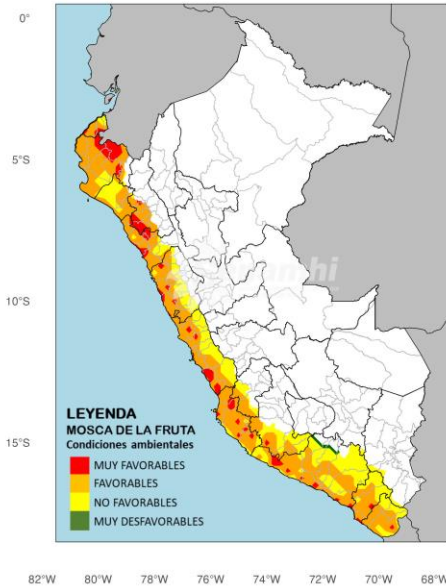 0°
5°S
10°S
15°S
LEYENDA
MOSCA DE LA FRUTA
Condiciones ambientales
MUY FAVORABLES
FAVORABLES
NO FAVORABLES
MUY DESFAVORABLES
82°W 80°W 78°W 76°W 74°W 72°W 70°W 68°W